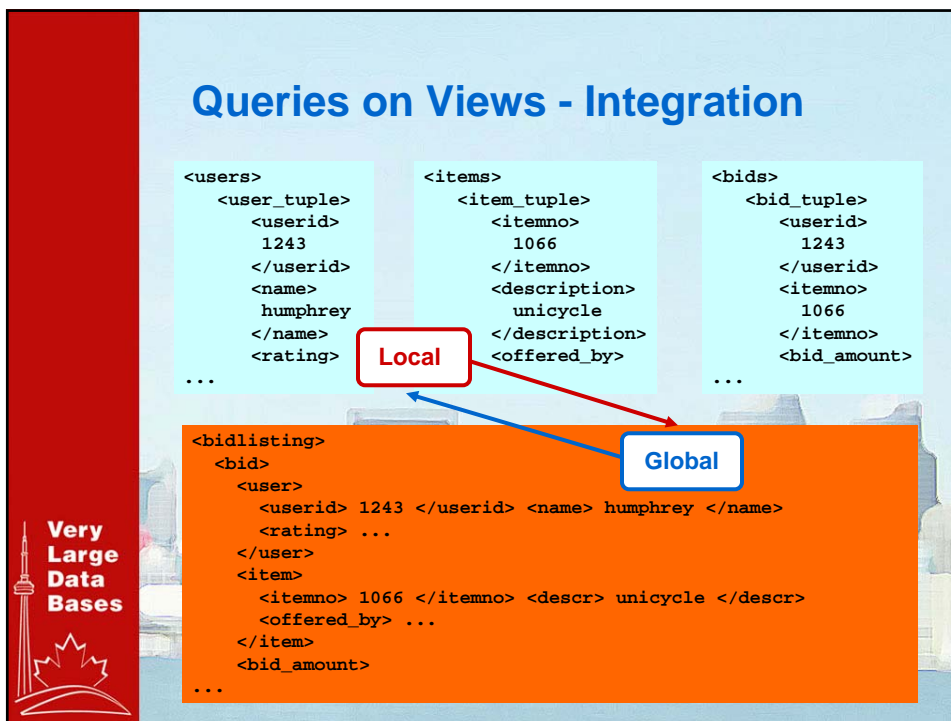 Queries on Views - Integration
<users>
<user_tuple>
<userid>
1243
</userid>
<name>
humphrey
</name>
<rating>
...
<items>
<item_tuple>
<itemno>
1066
</itemno>
<description>
unicycle
</description>
<offered_by>
<bids>
<bid_tuple>
<userid>
1243
</userid>
<itemno>
1066
</itemno>
<bid_amount>
...
Local
Global
<bidlisting>
<bid>
<user>
<userid> 1243 </userid> <name> humphrey </name>
<rating> ...
</user>
<item>
<itemno> 1066 </itemno> <descr> unicycle </descr>
<offered_by> ...
</item>
<bid_amount>
...
Very
Large
Data
Bases